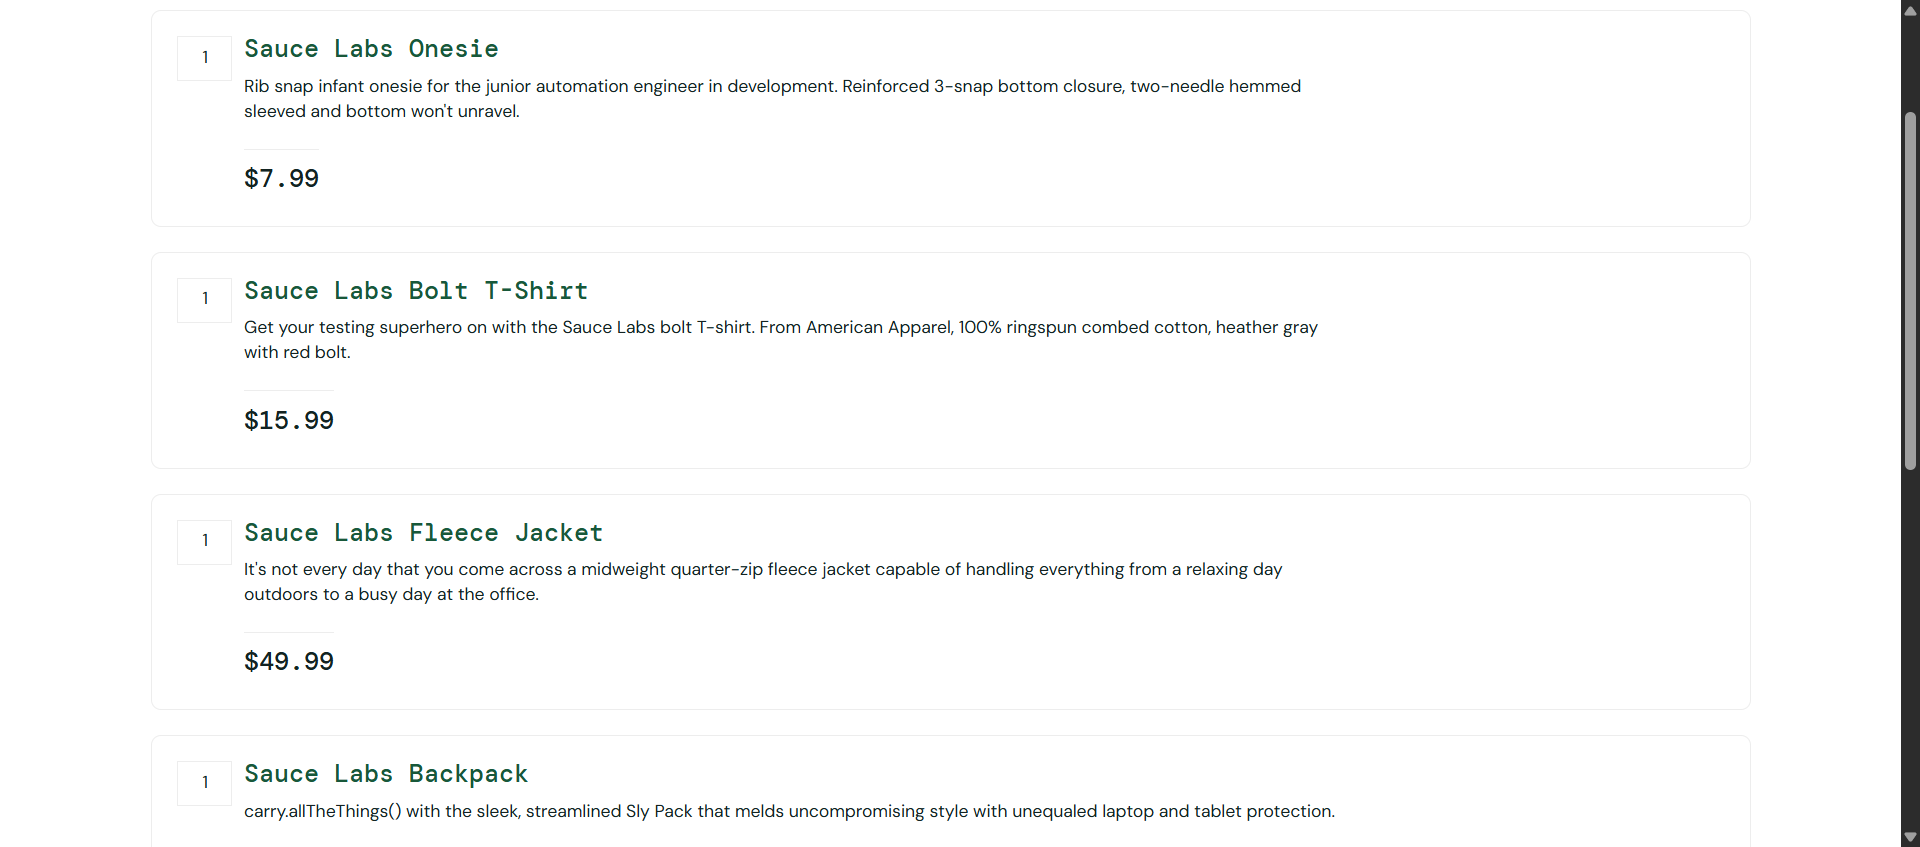 1
Sauce Labs Onesie
Rib snap infant onesie for the junior automation engineer in development. Reinforced 3-snap bottom closure, two-needle hemmed
sleeved and bottom won't unravel.
$7.99
1
Sauce Labs Bolt T-Shirt
Get your testing superhero on with the Sauce Labs bolt T-shirt. From American Apparel, 100% ringspun combed cotton, heather gray
with red bolt.
$15.99
1
Sauce Labs Fleece Jacket
It's not every day that you come across a midweight quarter-zip fleece jacket capable of handling everything from a relaxing day
outdoors to a busy day at the office.
$49.99
1
Sauce Labs Backpack
carry.allTheThings() with the sleek, streamlined Sly Pack that melds uncompromising style with unequaled laptop and tablet protection.